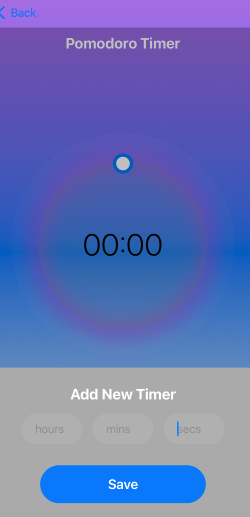 Back
Pomodoro Timer
00:00
Add New Timer
hours mins secs
Save